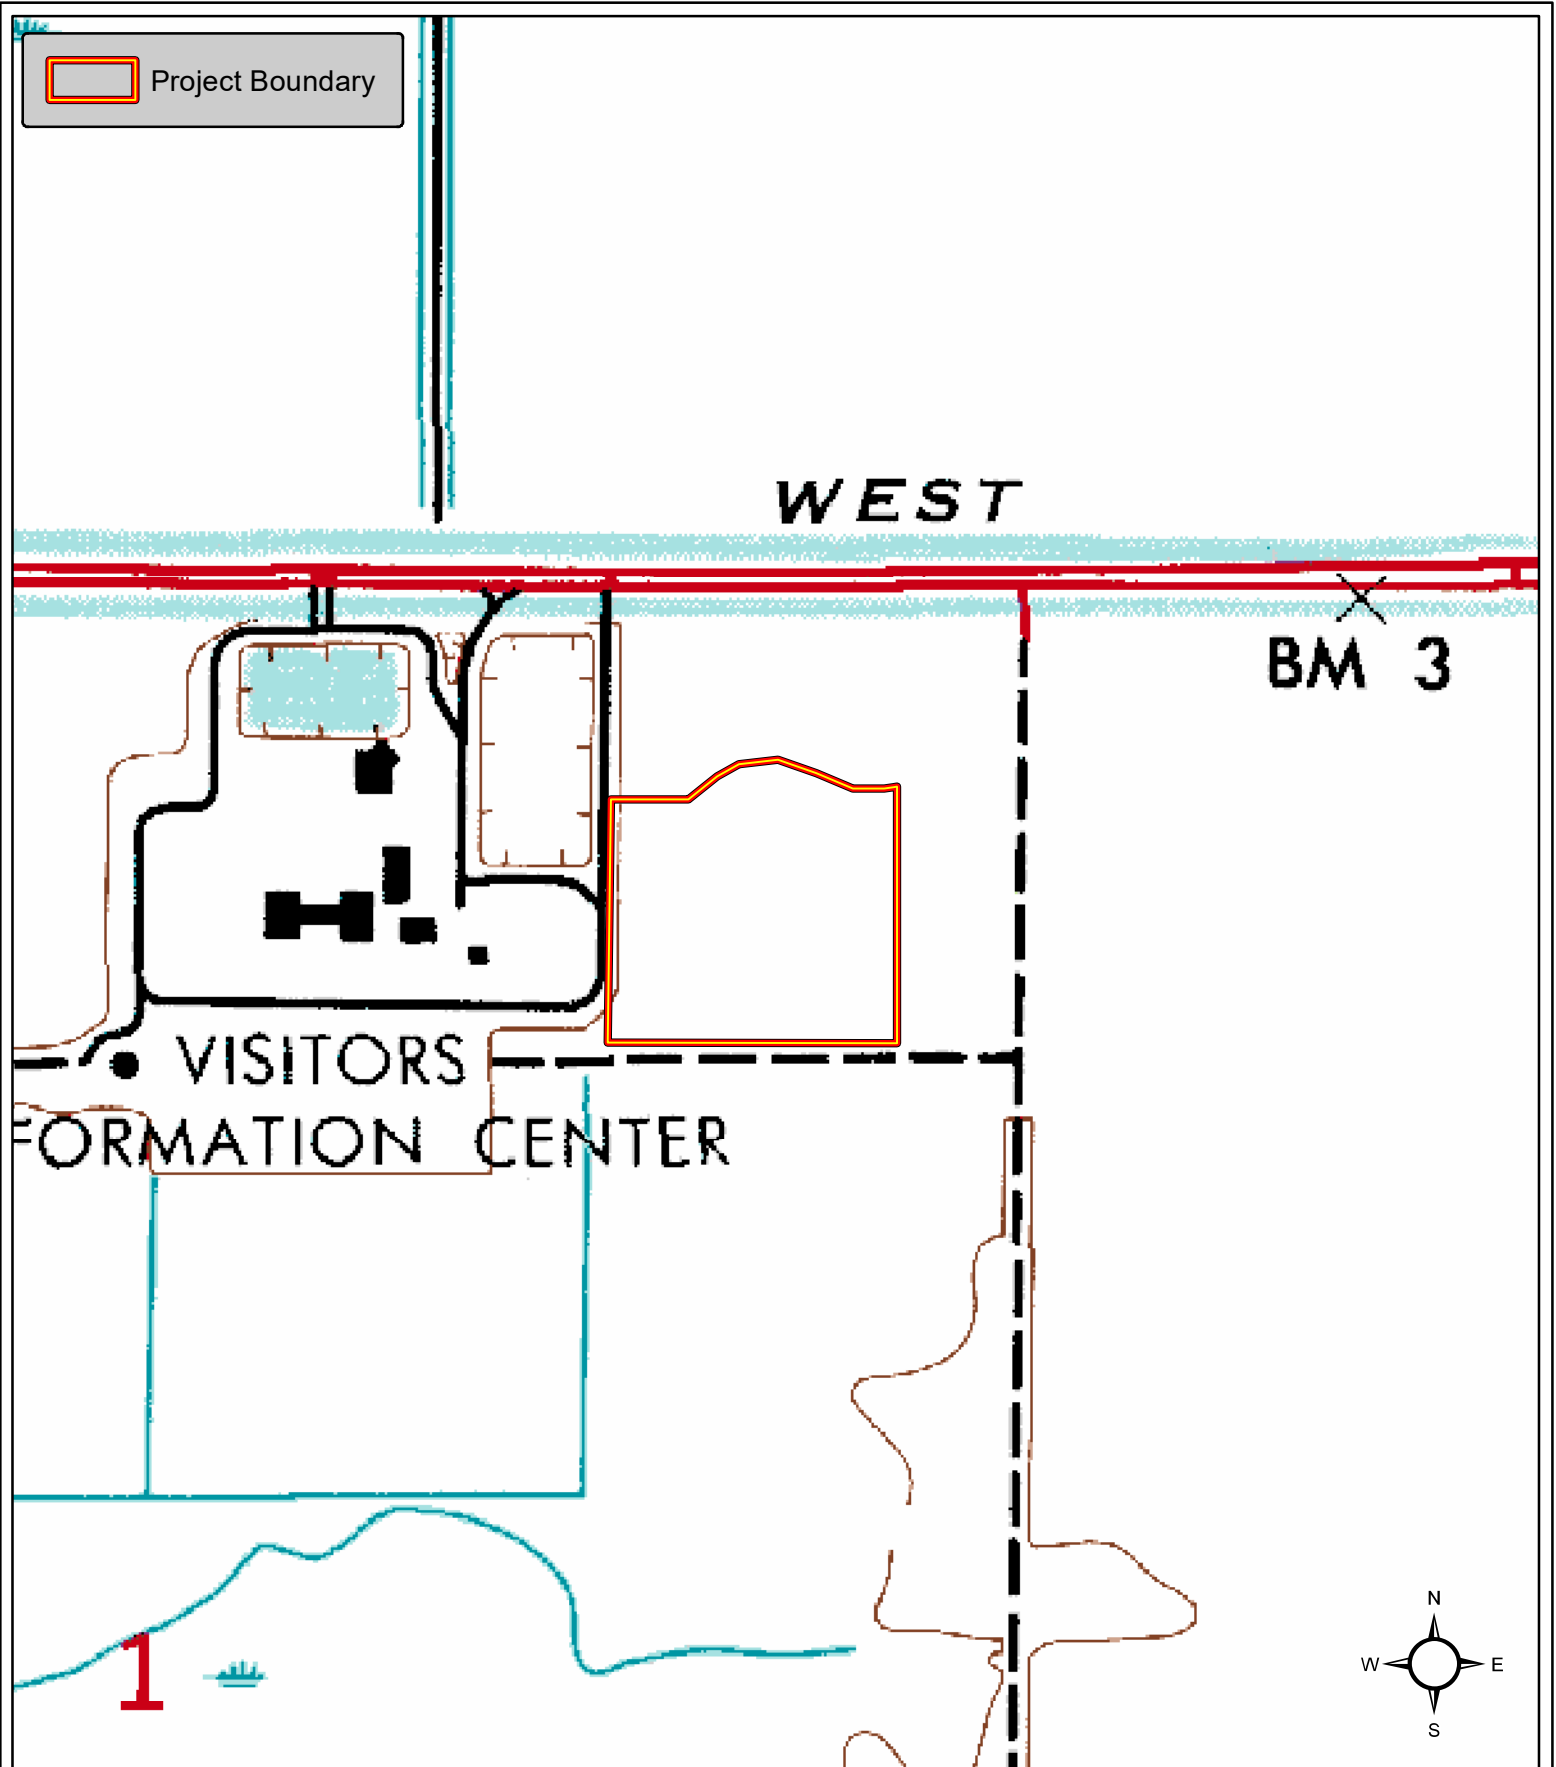 Project Boundary
WEST
BM 3
VISITORS
FORMATION CENTER
N
W E
S
1